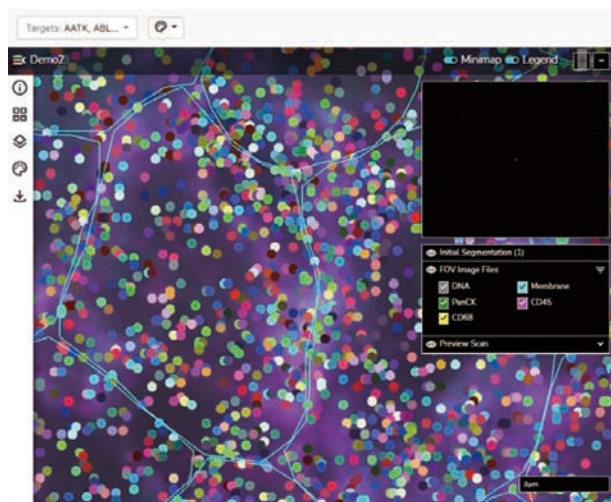 Targets: AATK, ABL...
Demo2
Minimap
Legend
Initial Segmentation (1)
FOV Image Files
DNA
Membrane
PanCK
CD45
CD68
Preview Scan
3µm